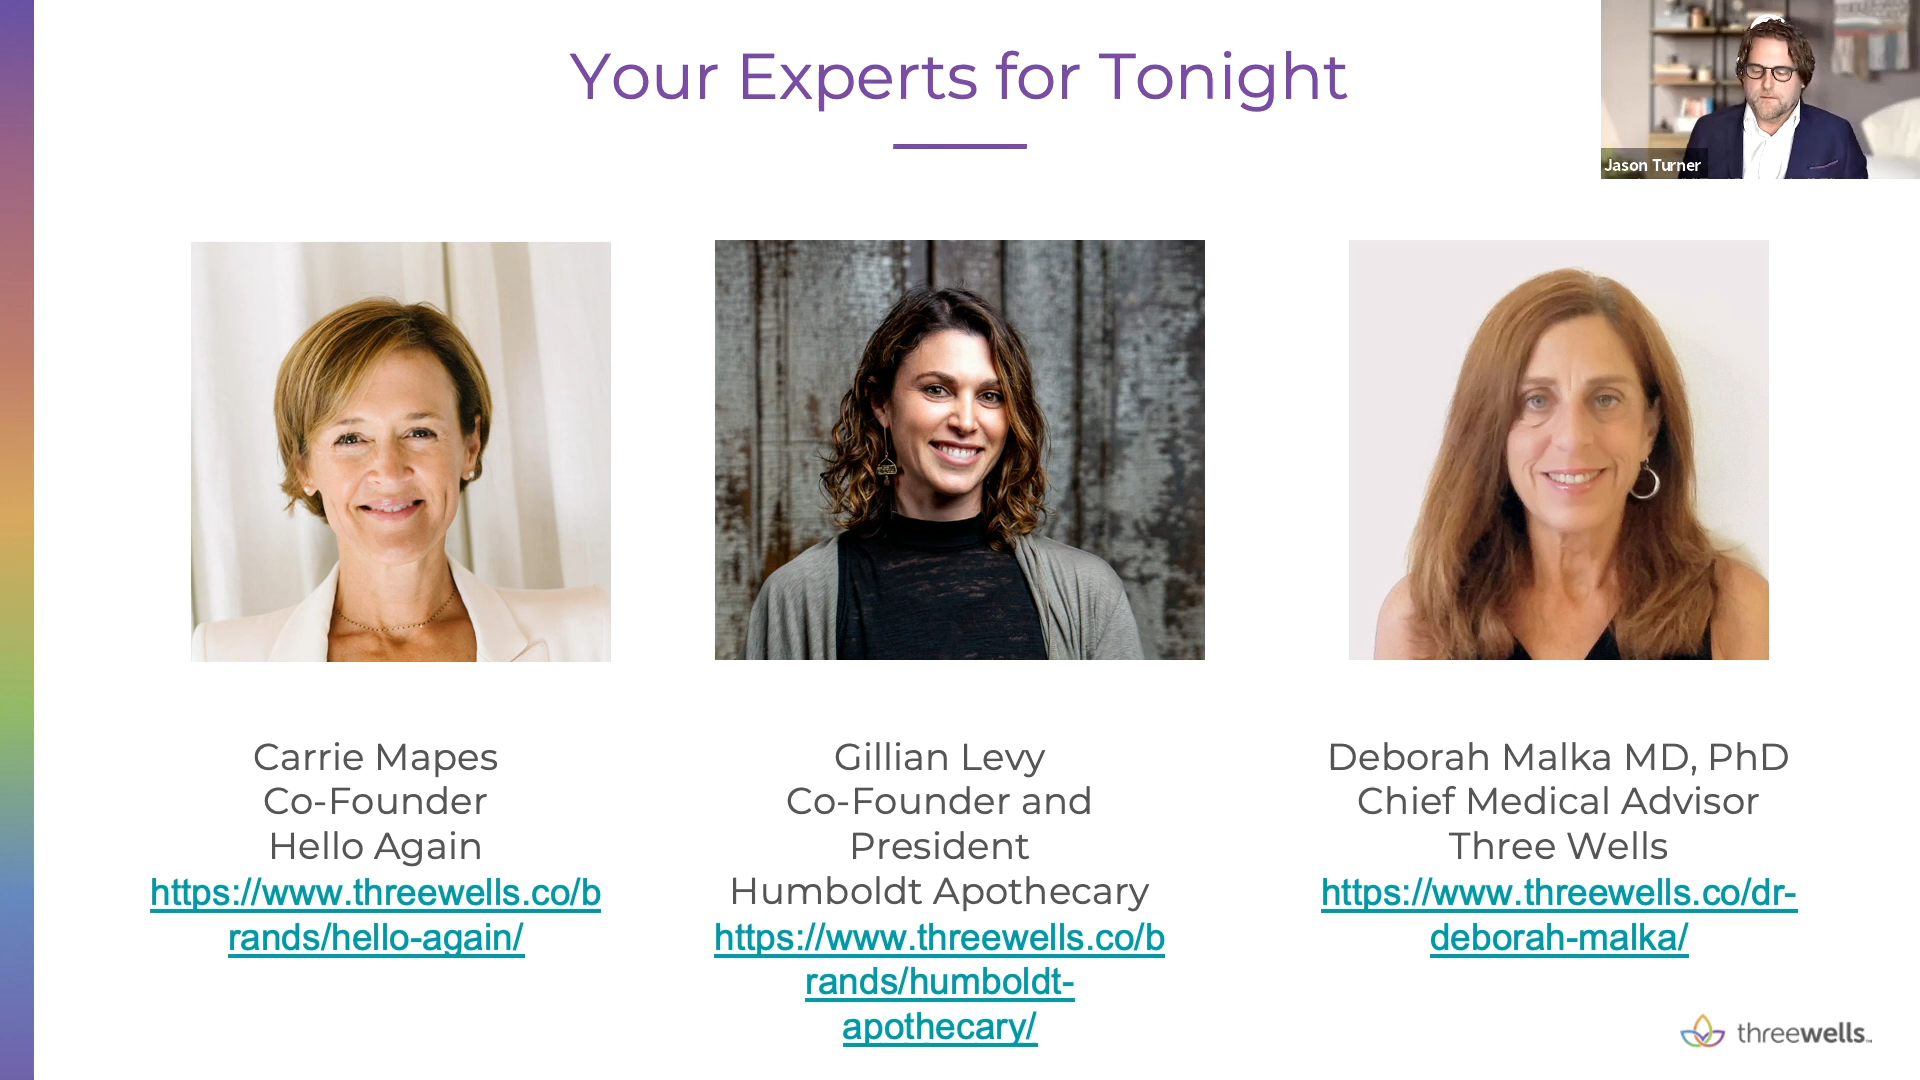 Your Experts for Tonight
Jason Turner
Carrie Mapes
Co-Founder
Hello Again
https://www.threewells.co/b
rands/hello-again/
Gillian Levy
Co-Founder and
President
Humboldt Apothecary
https://www.threewells.co/b
rands/humboldt-
apothecary/
Deborah Malka MD, PhD
Chief Medical Advisor
Three Wells
https://www.threewells.co/dr-
deborah-malka/
threewells